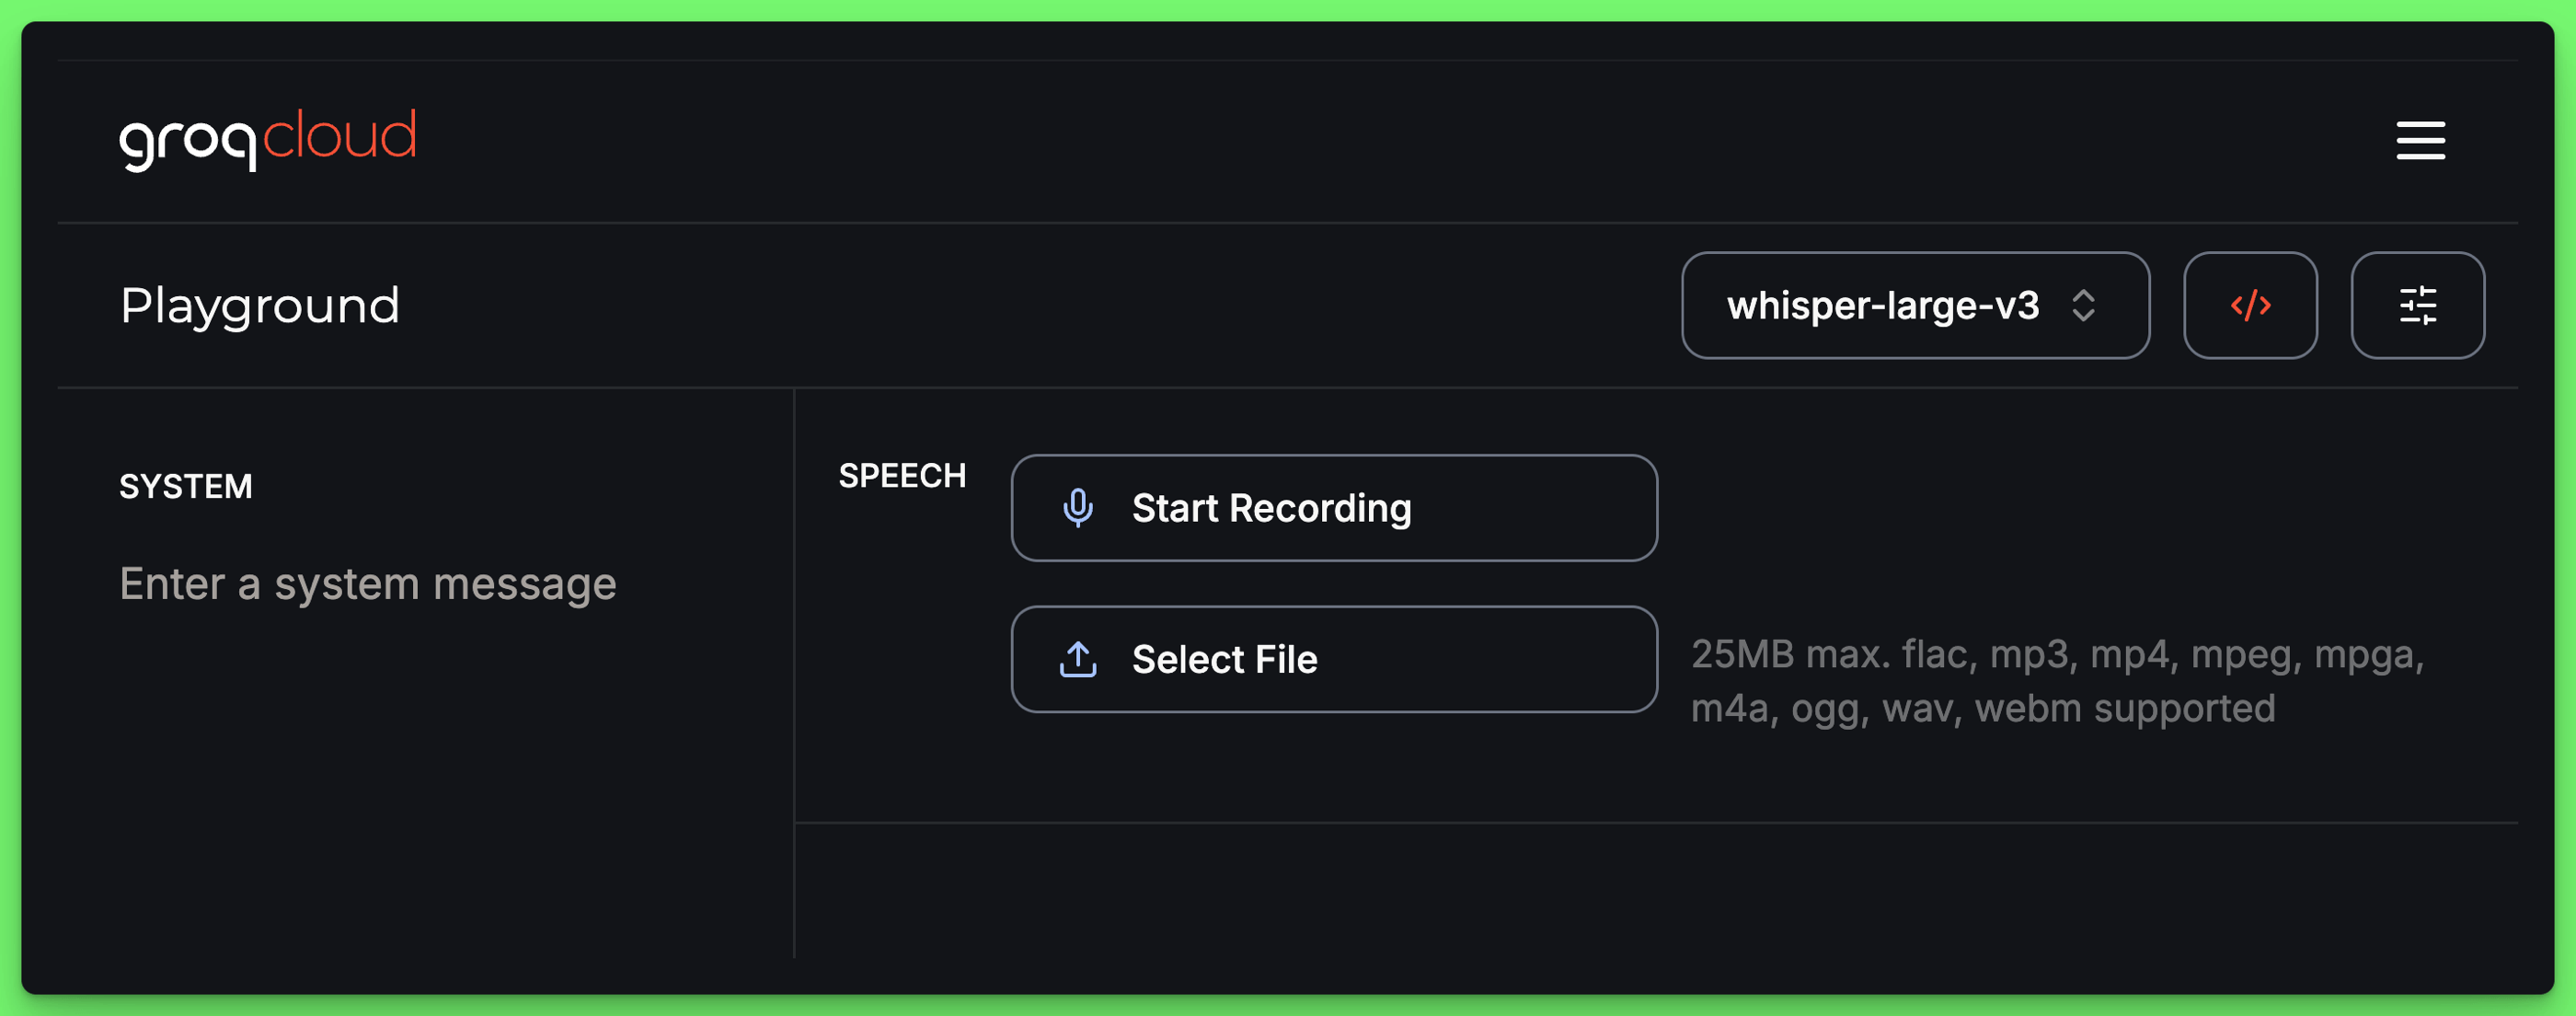 groqcloud
Playground
whisper-large-v3
</>
SYSTEM
Enter a system message
SPEECH
Start Recording
Select File
25MB max. flac, mp3, mp4, mpeg, mpga,
m4a, ogg, wav, webm supported